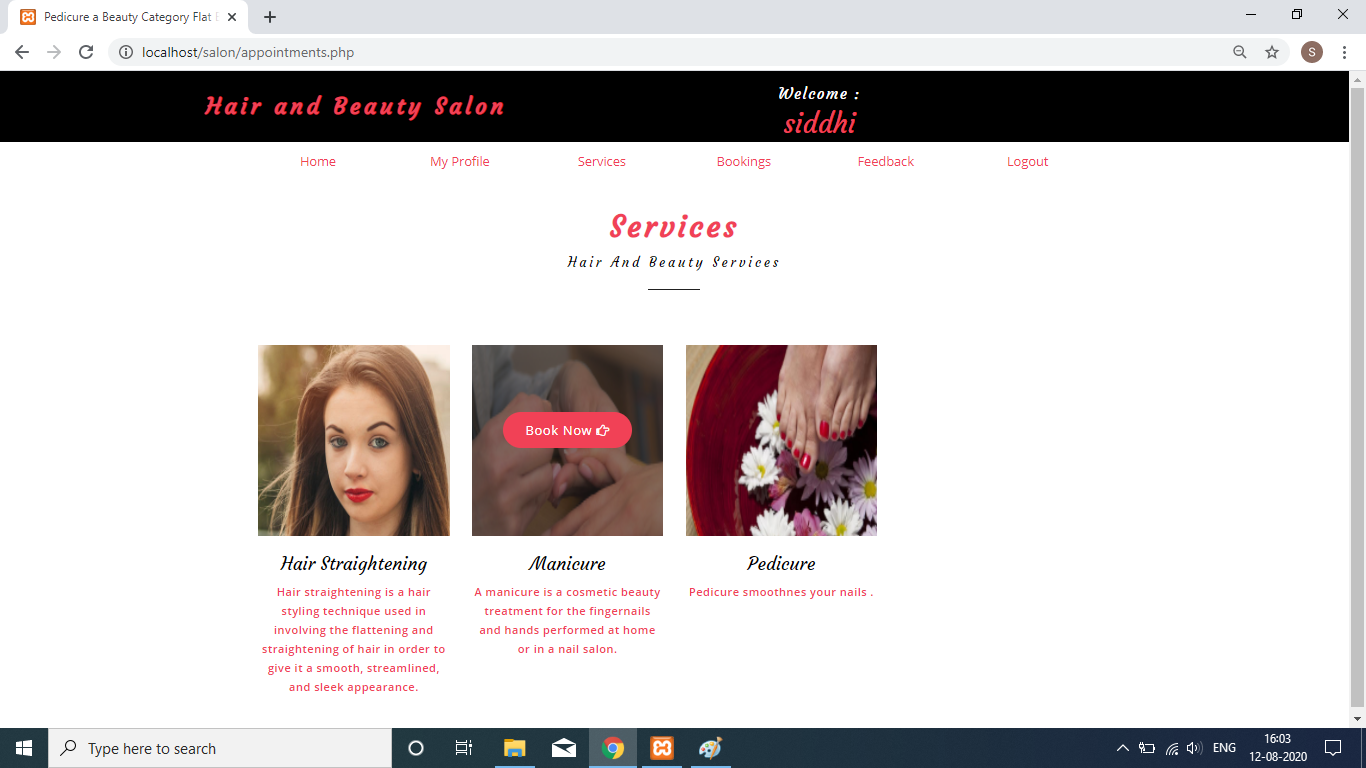 Pedicure a Beauty Category Flat
localhost/salon/appointments.php
S
Hair and Beauty Salon
Welcome :
siddhi
Home My Profile Services Bookings Feedback Logout
Services
Hair And Beauty Services
Book Now
Hair Straightening
Hair straightening is a hair
styling technique used in
involving the flattening and
straightening of hair in order to
give it a smooth, streamlined,
and sleek appearance.
Manicure
A manicure is a cosmetic beauty
treatment for the fingernails
and hands performed at home
or in a nail salon.
Pedicure
Pedicure smoothnes your nails .
Type here to search
ENG
16:03
12-08-2020